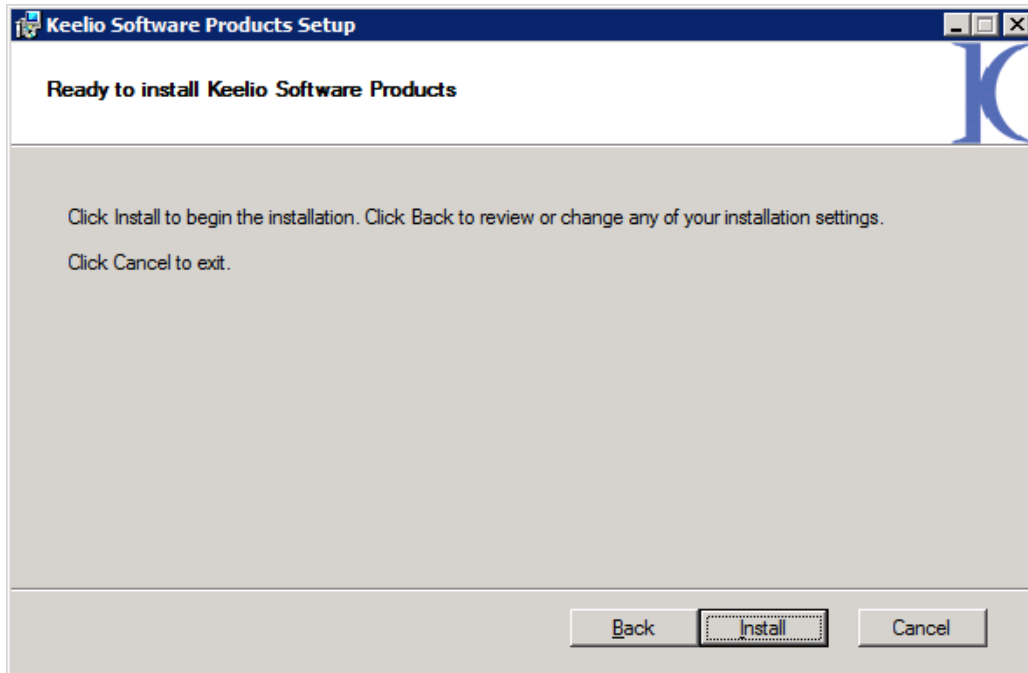 Keelio Software Products Setup
Ready to install Keelio Software Products
Click Install to begin the installation. Click Back to review or change any of your installation settings.
Click Cancel to exit.
Back Install Cancel